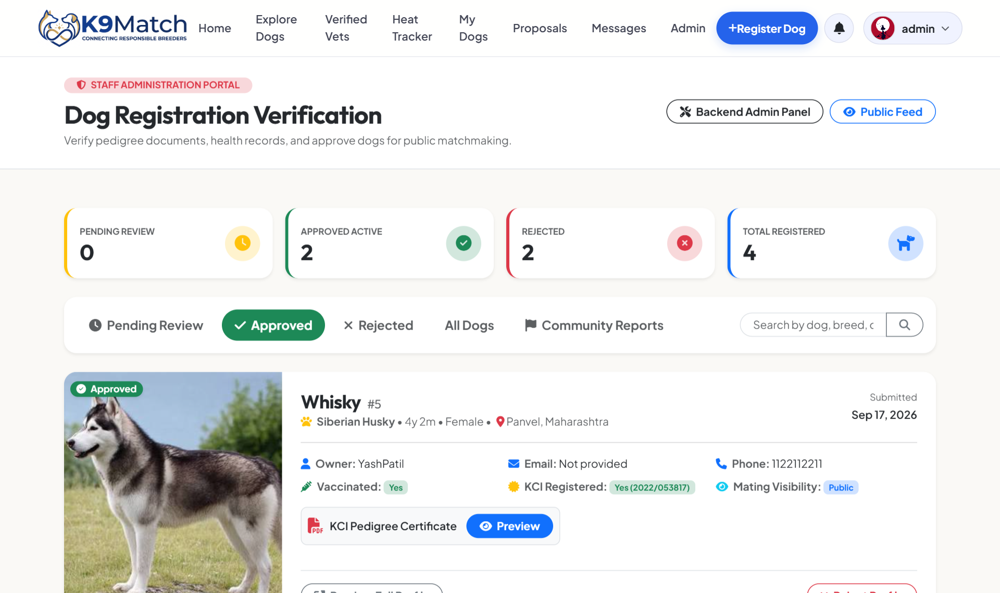 K9Match
CONNECTING RESPONSIBLE BREEDERS
Home
Explore Dogs
Verified Vets
Heat Tracker
My Dogs
Proposals
Messages
Admin
+Register Dog
admin
STAFF ADMINISTRATION PORTAL
Dog Registration Verification
Verify pedigree documents, health records, and approve dogs for public matchmaking.
Backend Admin Panel
Public Feed
PENDING REVIEW
0
APPROVED ACTIVE
2
REJECTED
2
TOTAL REGISTERED
4
Pending Review
Approved
Rejected
All Dogs
Community Reports
Search by dog, breed,
Approved
Whisky #5
Siberian Husky • 4y 2m • Female • Panvel, Maharashtra
Submitted
Sep 17, 2026
Owner: YashPatil
Email: Not provided
Phone: 1122112211
Vaccinated: Yes
KCI Registered: Yes (2022/053817)
Mating Visibility: Public
PDF
KCI Pedigree Certificate
Preview